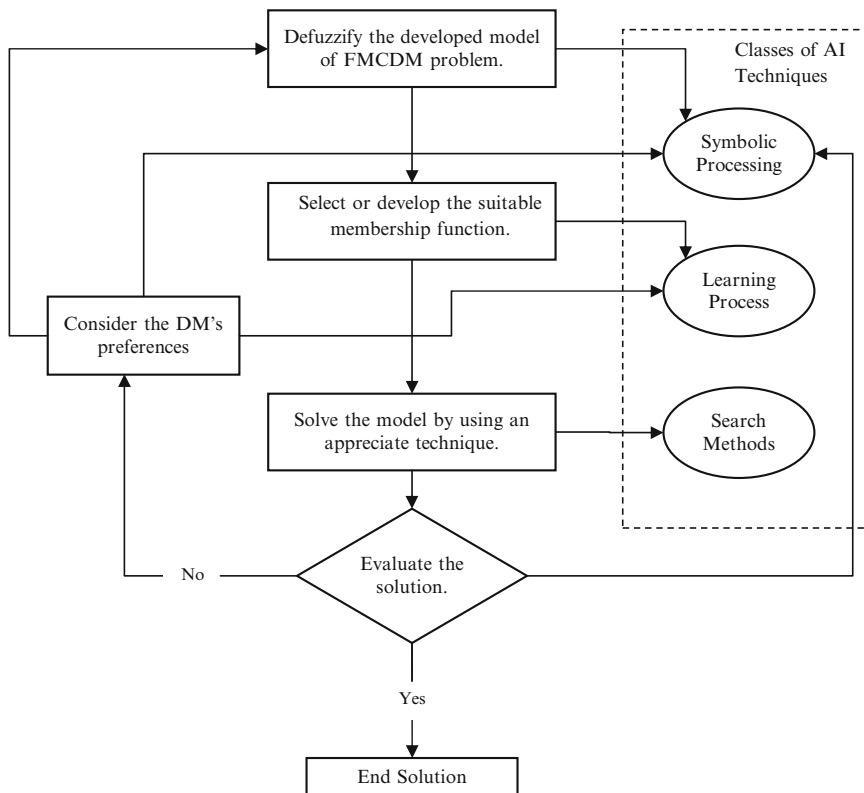 Defuzzify the developed model
of FMCDM problem.
Classes of AI
Techniques
Symbolic
Processing
Select or develop the suitable
membership function.
Learning
Process
Consider the DM's
preferences
Solve the model by using an
appreciate technique.
Search
Methods
Evaluate the
solution.
No
Yes
End Solution